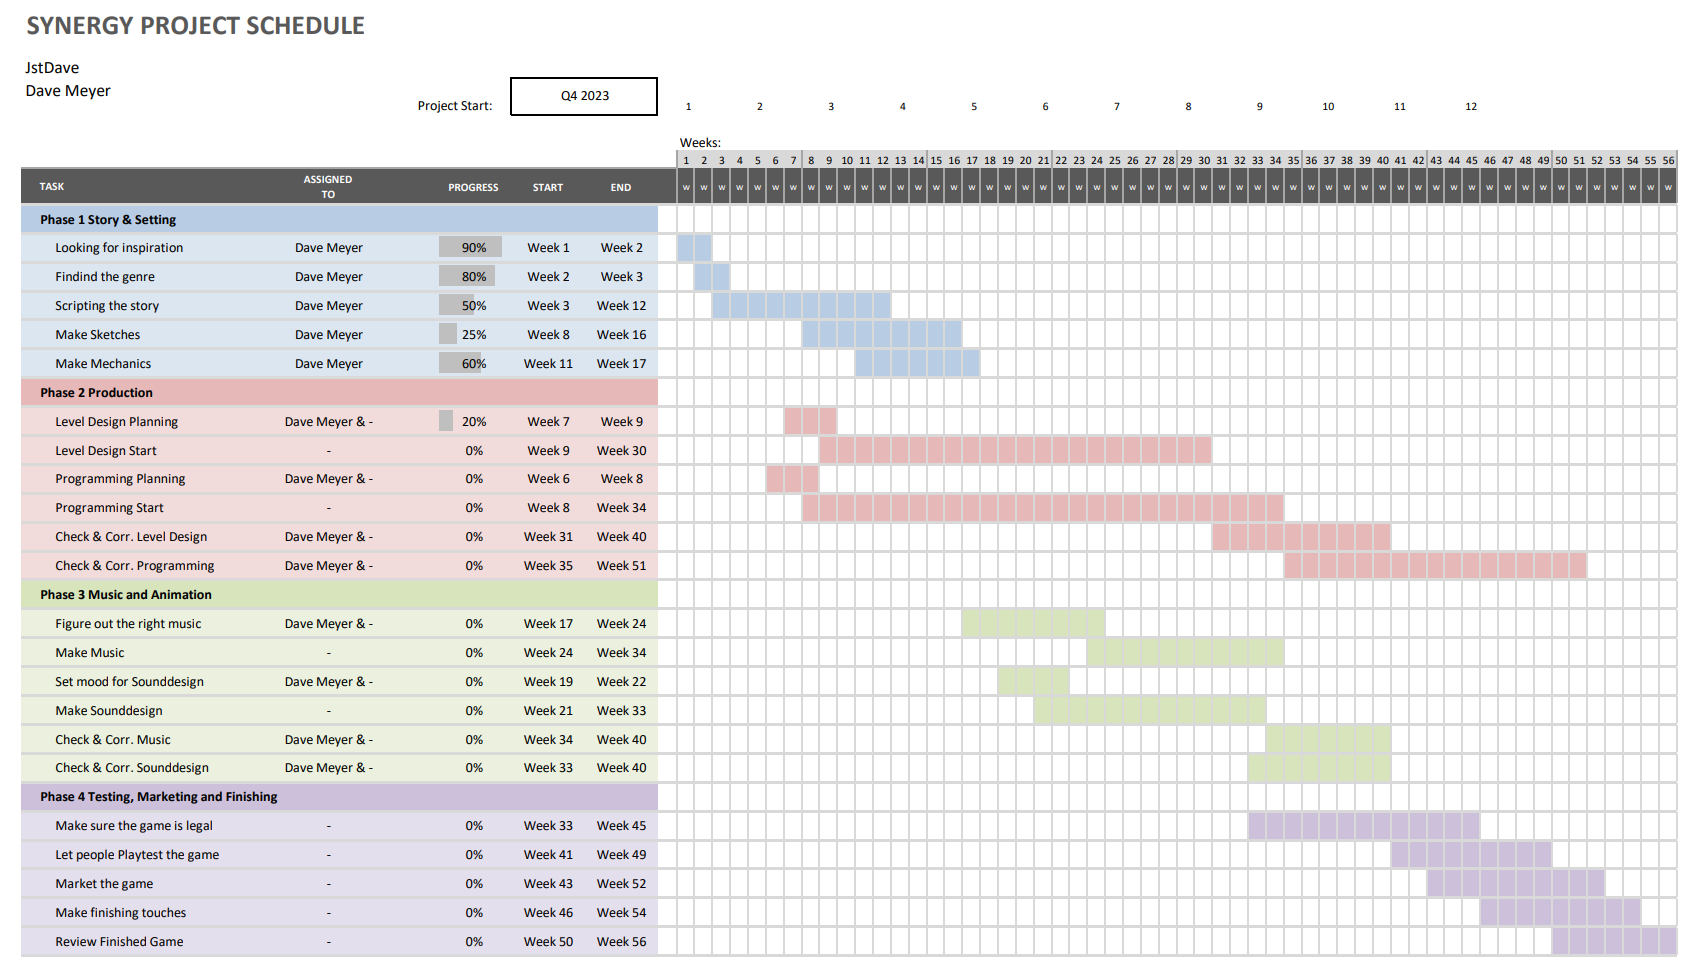 SYNERGY PROJECT SCHEDULE
JstDave
Dave Meyer
Project Start: Q4 2023 1 2 3 4 5 6 7 8 9 10 11 12
Weeks:
1 2 3 4 5 6 7 8 9 10 11 12 13 14 15 16 17 18 19 20 21 22 23 24 25 26 27 28 29 30 31 32 33 34 35 36 37 38 39 40 41 42 43 44 45 46 47 48 49 50 51 52 53 54 55 56
TASK ASSIGNED TO PROGRESS START END w w w w w w w w w w w w w w w w w w w w w w w w w w w w w w w w w w w w w w w w w w w w w w w w w w w w w w w w
Phase 1 Story & Setting
Looking for inspiration Dave Meyer 90% Week 1 Week 2
Findind the genre Dave Meyer 80% Week 2 Week 3
Scripting the story Dave Meyer 50% Week 3 Week 12
Make Sketches Dave Meyer 25% Week 8 Week 16
Make Mechanics Dave Meyer 60% Week 11 Week 17
Phase 2 Production
Level Design Planning Dave Meyer & - 20% Week 7 Week 9
Level Design Start - 0% Week 9 Week 30
Programming Planning Dave Meyer & - 0% Week 6 Week 8
Programming Start - 0% Week 8 Week 34
Check & Corr. Level Design Dave Meyer & - 0% Week 31 Week 40
Check & Corr. Programming Dave Meyer & - 0% Week 35 Week 51
Phase 3 Music and Animation
Figure out the right music Dave Meyer & - 0% Week 17 Week 24
Make Music - 0% Week 24 Week 34
Set mood for Sounddesign Dave Meyer & - 0% Week 19 Week 22
Make Sounddesign - 0% Week 21 Week 33
Check & Corr. Music Dave Meyer & - 0% Week 34 Week 40
Check & Corr. Sounddesign Dave Meyer & - 0% Week 33 Week 40
Phase 4 Testing, Marketing and Finishing
Make sure the game is legal - 0% Week 33 Week 45
Let people Playtest the game - 0% Week 41 Week 49
Market the game - 0% Week 43 Week 52
Make finishing touches - 0% Week 46 Week 54
Review Finished Game - 0% Week 50 Week 56